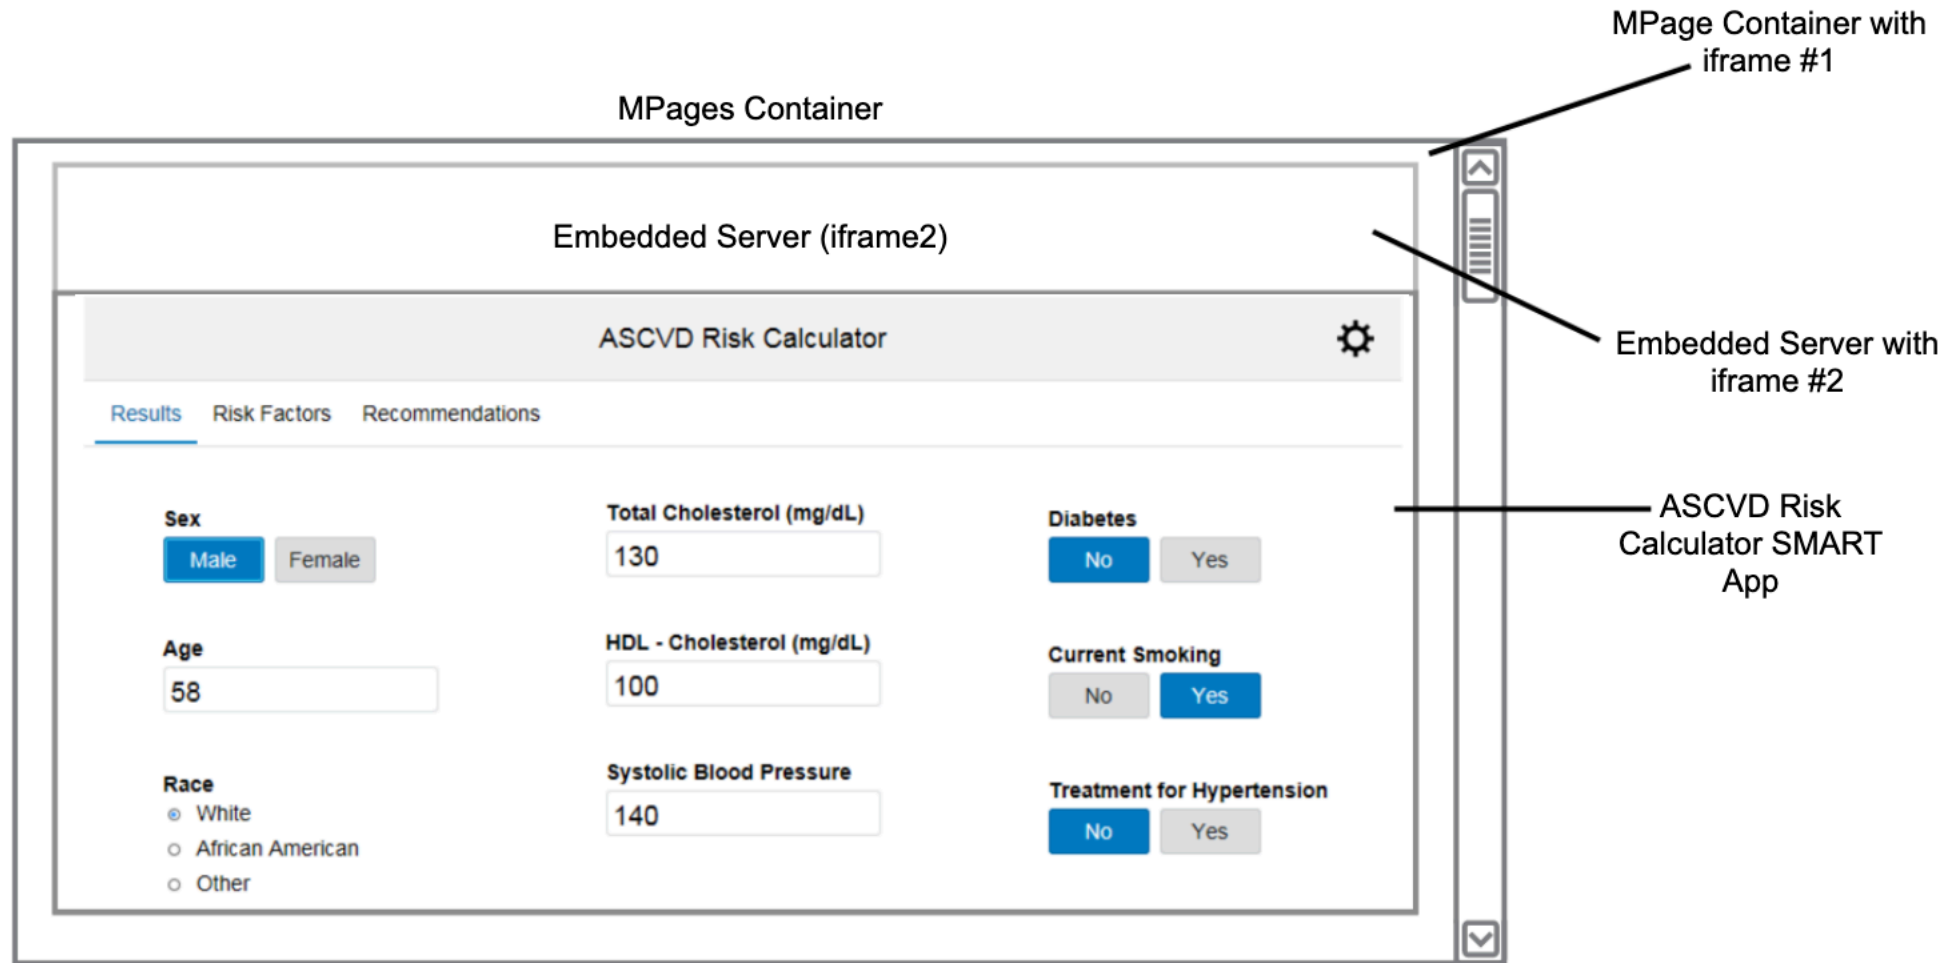 MPage Container with
iframe #1
MPages Container
Embedded Server (iframe2)
Embedded Server with
iframe #2
ASCVD Risk Calculator
Results Risk Factors Recommendations
ASCVD Risk
Calculator SMART
App
Sex
Male Female
Total Cholesterol (mg/dL)
130
Diabetes
No Yes
Age
58
HDL - Cholesterol (mg/dL)
100
Current Smoking
No Yes
Race
White
African American
Other
Systolic Blood Pressure
140
Treatment for Hypertension
No Yes